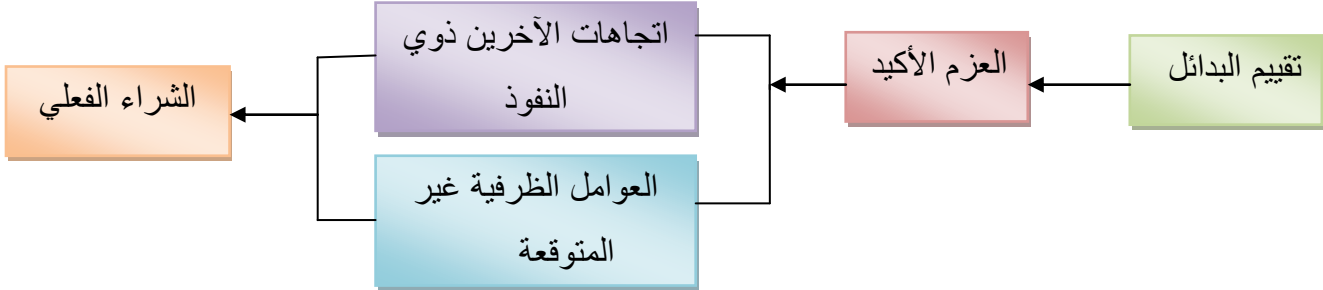 تقييم البدائل
العزم الأكيد
اتجاهات الآخرين ذوي
النفوذ
العوامل الظرفية غير
المتوقعة
الشراء الفعلي